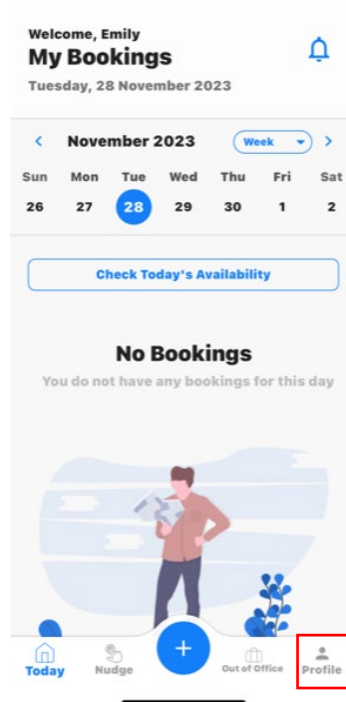 Welcome, Emily
My Bookings
Tuesday, 28 November 2023
November 2023
Week
Sun Mon Tue Wed Thu Fri Sat
26 27 28 29 30 1 2
Check Today's Availability
No Bookings
You do not have any bookings for this day
Today Nudge + Out of Office Profile